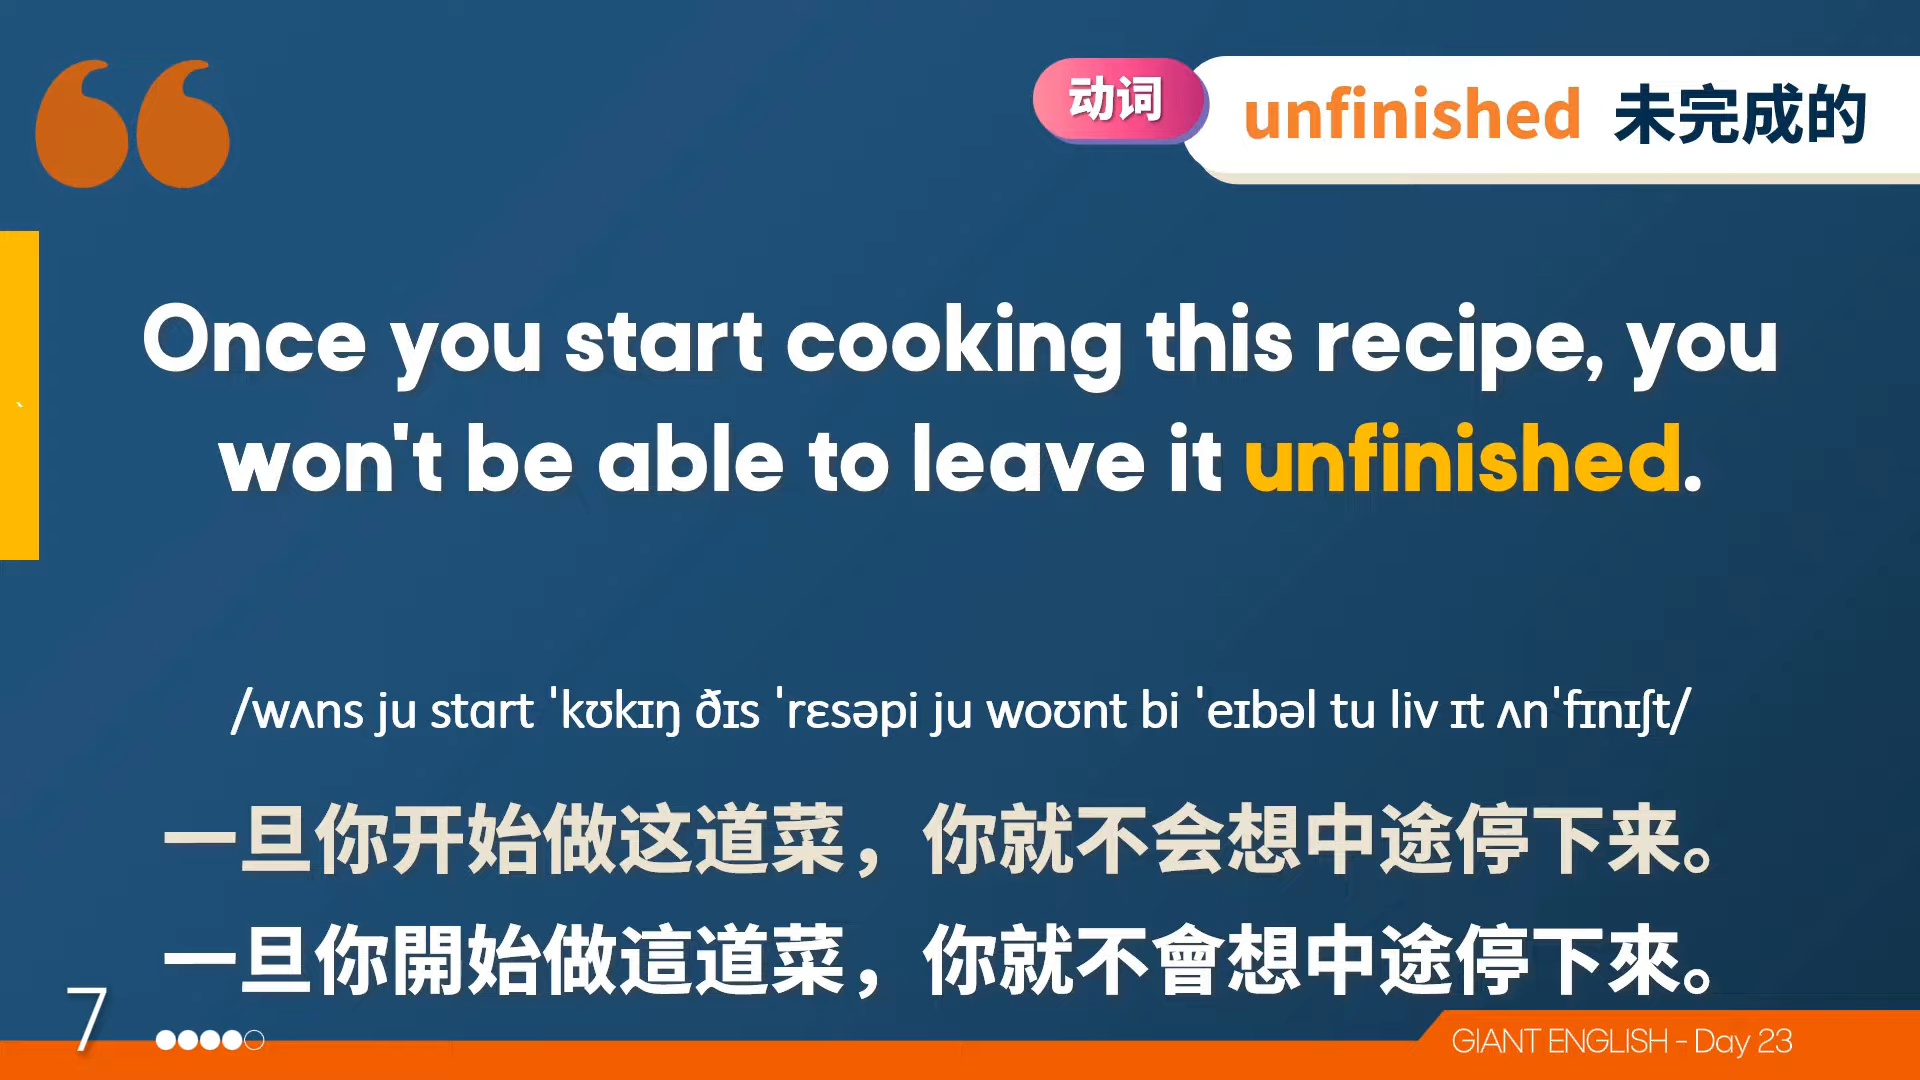 动词
unfinished 未完成的
Once you start cooking this recipe, you
won't be able to leave it unfinished.
/wʌns ju stɑrt ˈkʊkɪŋ ðɪs ˈrɛsəpi ju woʊnt bi ˈeɪbəl tu liv ɪt ʌnˈfɪnɪʃt/
一旦你开始做这道菜，你就不会想中途停下来。
一旦你開始做這道菜，你就不會想中途停下來。
7
GIANT ENGLISH - Day 23